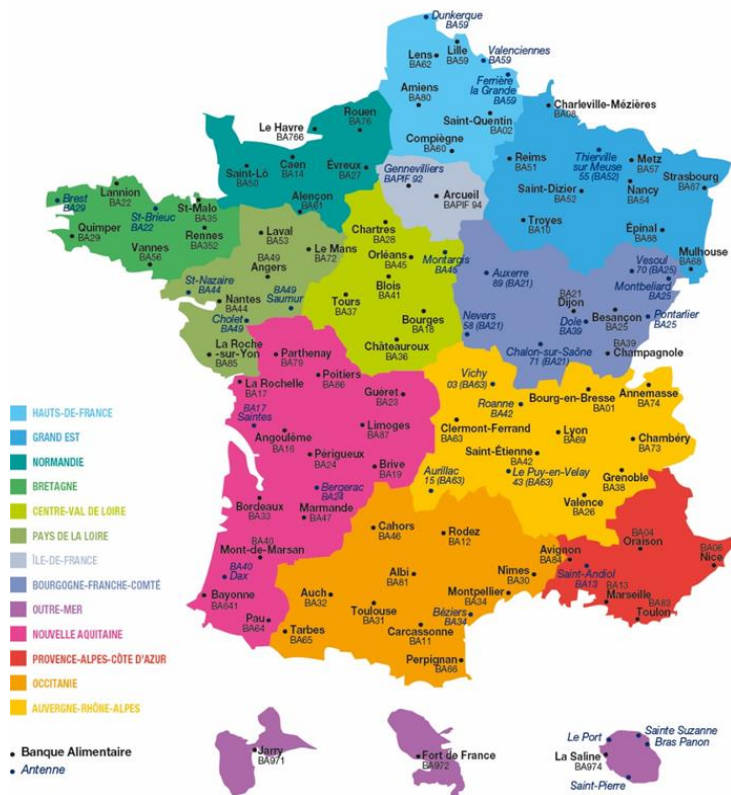 Dunkerque
BA59
Lille
BA59
Lens
BA62
Valenciennes
BA59
Ferrière
la Grande
BA59
Amiens
BA80
Saint-Quentin
BA02
Charleville-Mézières
BA08
Rouen
BA76
Le Havre
BA766
Compiègne
BA60
Caen
BA14
Évreux
BA27
Saint-Lô
BA50
Gennevilliers
BAPIF 92
Arcueil
BAPIF 94
Reims
BA51
Thierville
sur Meuse
55 (BA52)
Metz
BA57
Strasbourg
BA67
Saint-Dizier
BA52
Nancy
BA54
Troyes
BA10
Épinal
BA88
Mulhouse
BA68
Lannion
BA22
Brest
BA29
St-Brieuc
BA22
St-Malo
BA35
Quimper
BA29
Rennes
BA352
Vannes
BA56
Alençon
BA61
Laval
BA53
Le Mans
BA72
BA49
Angers
St-Nazaire
BA44
Nantes
BA44
BA49
Saumur
Cholet
BA49
La Roche
-sur-Yon
BA85
Chartres
BA28
Orléans
BA45
Montargis
BA45
Blois
BA41
Tours
BA37
Bourges
BA18
Châteauroux
BA36
Auxerre
89 (BA21)
Vesoul
70 (BA25)
Montbeliard
BA25
BA21
Dijon
Besançon
BA25
Pontarlier
BA25
Dole
BA39
Nevers
58 (BA21)
Chalon-sur-Saône
71 (BA21)
BA39
Champagnole
Parthenay
BA79
Poitiers
BA86
La Rochelle
BA17
Guéret
BA23
BA17
Saintes
Angoulême
BA16
Limoges
BA87
Périgueux
BA24
Brive
BA19
Bergerac
BA24
Bordeaux
BA33
Marmande
BA47
BA40
Mont-de-Marsan
BA40
Dax
Bayonne
BA641
Pau
BA64
Vichy
03 (BA63)
Roanne
BA42
Bourg-en-Bresse
BA01
Annemasse
BA74
Clermont-Ferrand
BA63
Lyon
BA69
Chambéry
BA73
Saint-Étienne
BA42
Aurillac
15 (BA63)
Le Puy-en-Velay
43 (BA63)
Grenoble
BA38
Valence
BA26
Cahors
BA46
Rodez
BA12
Albi
BA81
Auch
BA32
Toulouse
BA31
Tarbes
BA65
Carcassonne
BA11
Béziers
BA34
Montpellier
BA34
Nîmes
BA30
Perpignan
BA66
Avignon
BA84
BA04
Oraison
BA06
Nice
Saint-Andiol
BA13
BA13
Marseille
BA83
Toulon
HAUTS-DE-FRANCE
GRAND EST
NORMANDIE
BRETAGNE
CENTRE-VAL DE LOIRE
PAYS DE LA LOIRE
ÎLE-DE-FRANCE
BOURGOGNE-FRANCHE-COMTÉ
OUTRE-MER
NOUVELLE AQUITAINE
PROVENCE-ALPES-CÔTE D'AZUR
OCCITANIE
AUVERGNE-RHÔNE-ALPES
Banque Alimentaire
Antenne
Jarry
BA971
Fort de France
BA972
Le Port
Sainte Suzanne
Bras Panon
La Saline
BA974
Saint-Pierre